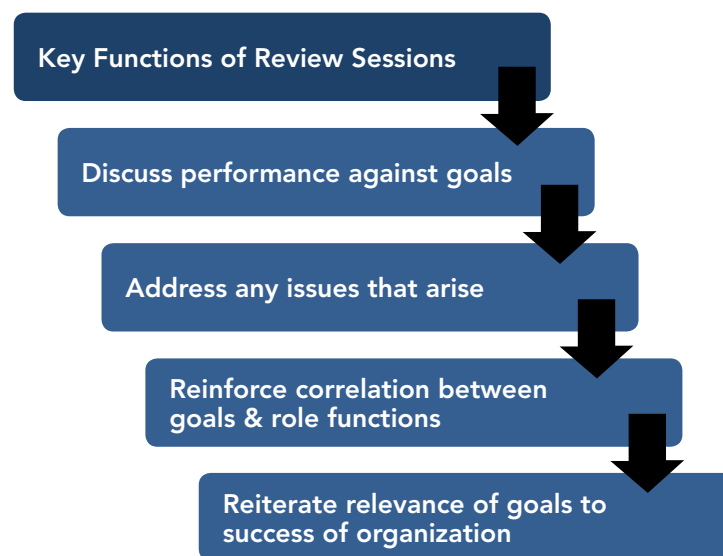 Key Functions of Review Sessions
Discuss performance against goals
Address any issues that arise
Reinforce correlation between
goals & role functions
Reiterate relevance of goals to
success of organization